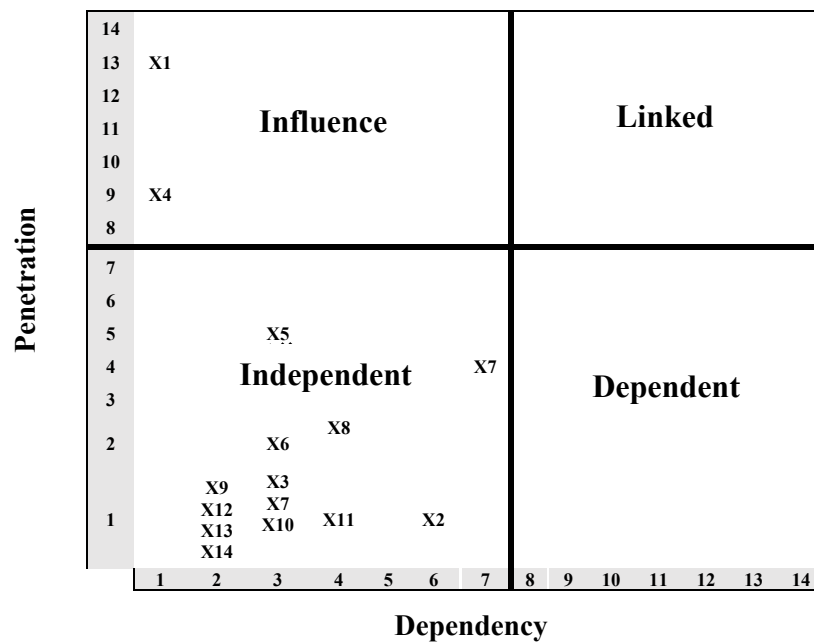 14
13 X1
12
11 Influence Linked
10
9 X4
8
Penetration
7
6
5 X5
4 Independent X7 Dependent
3
2 X6 X8
X9 X3
X12 X7
1 X10 X11 X2
X13
X14
1 2 3 4 5 6 7 8 9 10 11 12 13 14
Dependency